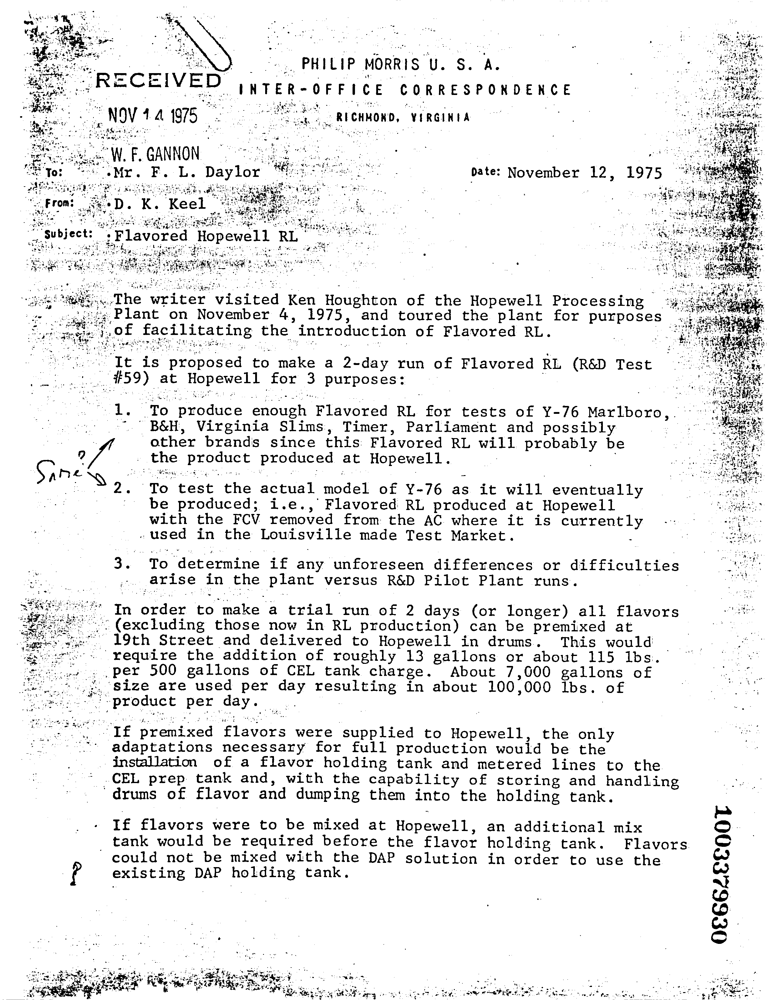 PHILIP MORRIS U. S. A.
RECEIVED
INTER-OFFICE CORRESPONDENCE
NOV 14 1975
RICHMOND, VIRGINIA
W. F. GANNON
To: Mr. F. L. Daylor
Date: November 12, 1975
From: D. K. Keel
Subject: Flavored Hopewell RL
The writer visited Ken Houghton of the Hopewell Processing
Plant on November 4, 1975, and toured the plant for purposes
of facilitating the introduction of Flavored RL.
It is proposed to make a 2-day run of Flavored RL (R&D Test
#59) at Hopewell for 3 purposes:
1. To produce enough Flavored RL for tests of Y-76 Marlboro,
B&H, Virginia Slims, Timer, Parliament and possibly
other brands since this Flavored RL will probably be
the product produced at Hopewell.
Same ?
2. To test the actual model of Y-76 as it will eventually
be produced; i.e., Flavored RL produced at Hopewell
with the FCV removed from the AC where it is currently
used in the Louisville made Test Market.
3. To determine if any unforeseen differences or difficulties
arise in the plant versus R&D Pilot Plant runs.
In order to make a trial run of 2 days (or longer) all flavors
(excluding those now in RL production) can be premixed at
19th Street and delivered to Hopewell in drums. This would
require the addition of roughly 13 gallons or about 115 lbs.
per 500 gallons of CEL tank charge. About 7,000 gallons of
size are used per day resulting in about 100,000 lbs. of
product per day.
If premixed flavors were supplied to Hopewell, the only
adaptations necessary for full production would be the
installation of a flavor holding tank and metered lines to the
CEL prep tank and, with the capability of storing and handling
drums of flavor and dumping them into the holding tank.
If flavors were to be mixed at Hopewell, an additional mix
tank would be required before the flavor holding tank. Flavors
could not be mixed with the DAP solution in order to use the
? existing DAP holding tank.
1003379930